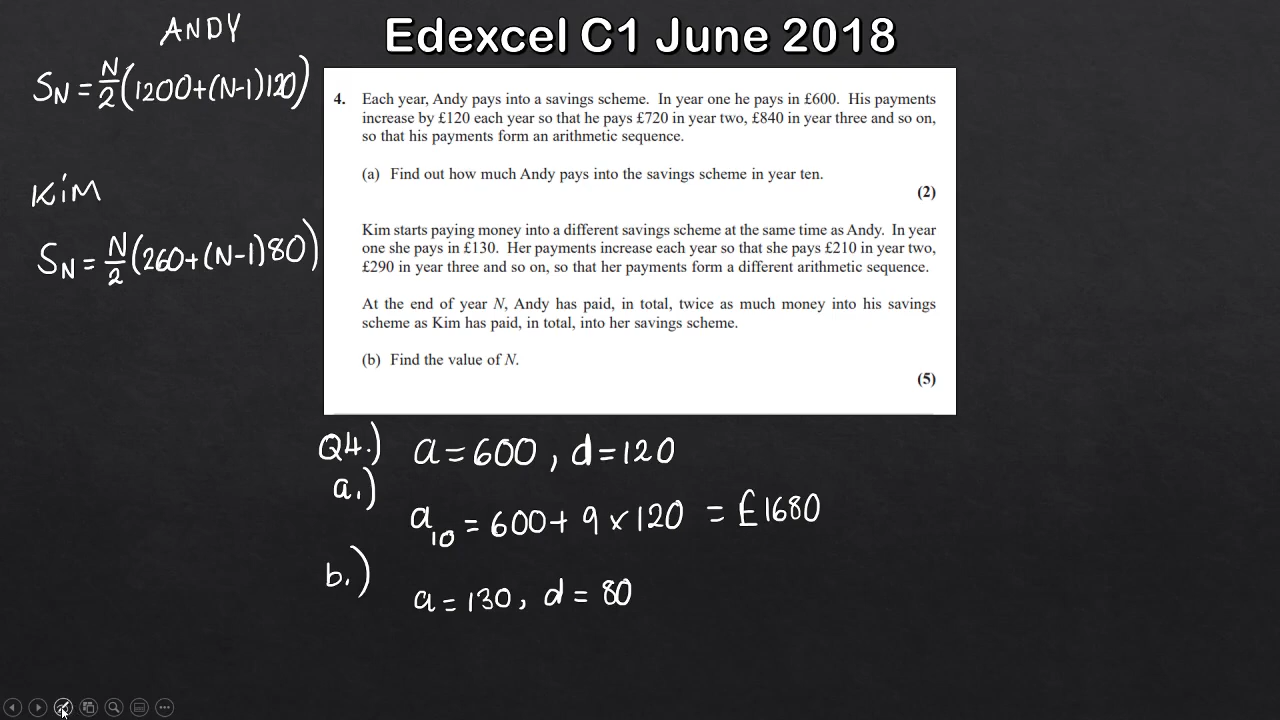 Edexcel C1 June 2018
ANDY
S_N = N/2 (1200+(N-1)120)
KiM
S_N = N/2 (260+(N-1)80)
4. Each year, Andy pays into a savings scheme. In year one he pays in £600. His payments
increase by £120 each year so that he pays £720 in year two, £840 in year three and so on,
so that his payments form an arithmetic sequence.
(a) Find out how much Andy pays into the savings scheme in year ten.
(2)
Kim starts paying money into a different savings scheme at the same time as Andy. In year
one she pays in £130. Her payments increase each year so that she pays £210 in year two,
£290 in year three and so on, so that her payments form a different arithmetic sequence.
At the end of year N, Andy has paid, in total, twice as much money into his savings
scheme as Kim has paid, in total, into her savings scheme.
(b) Find the value of N.
(5)
Q4.) a = 600 , d = 120
a.)
a_10 = 600 + 9 × 120 = £1680
b.)
a = 130, d = 80